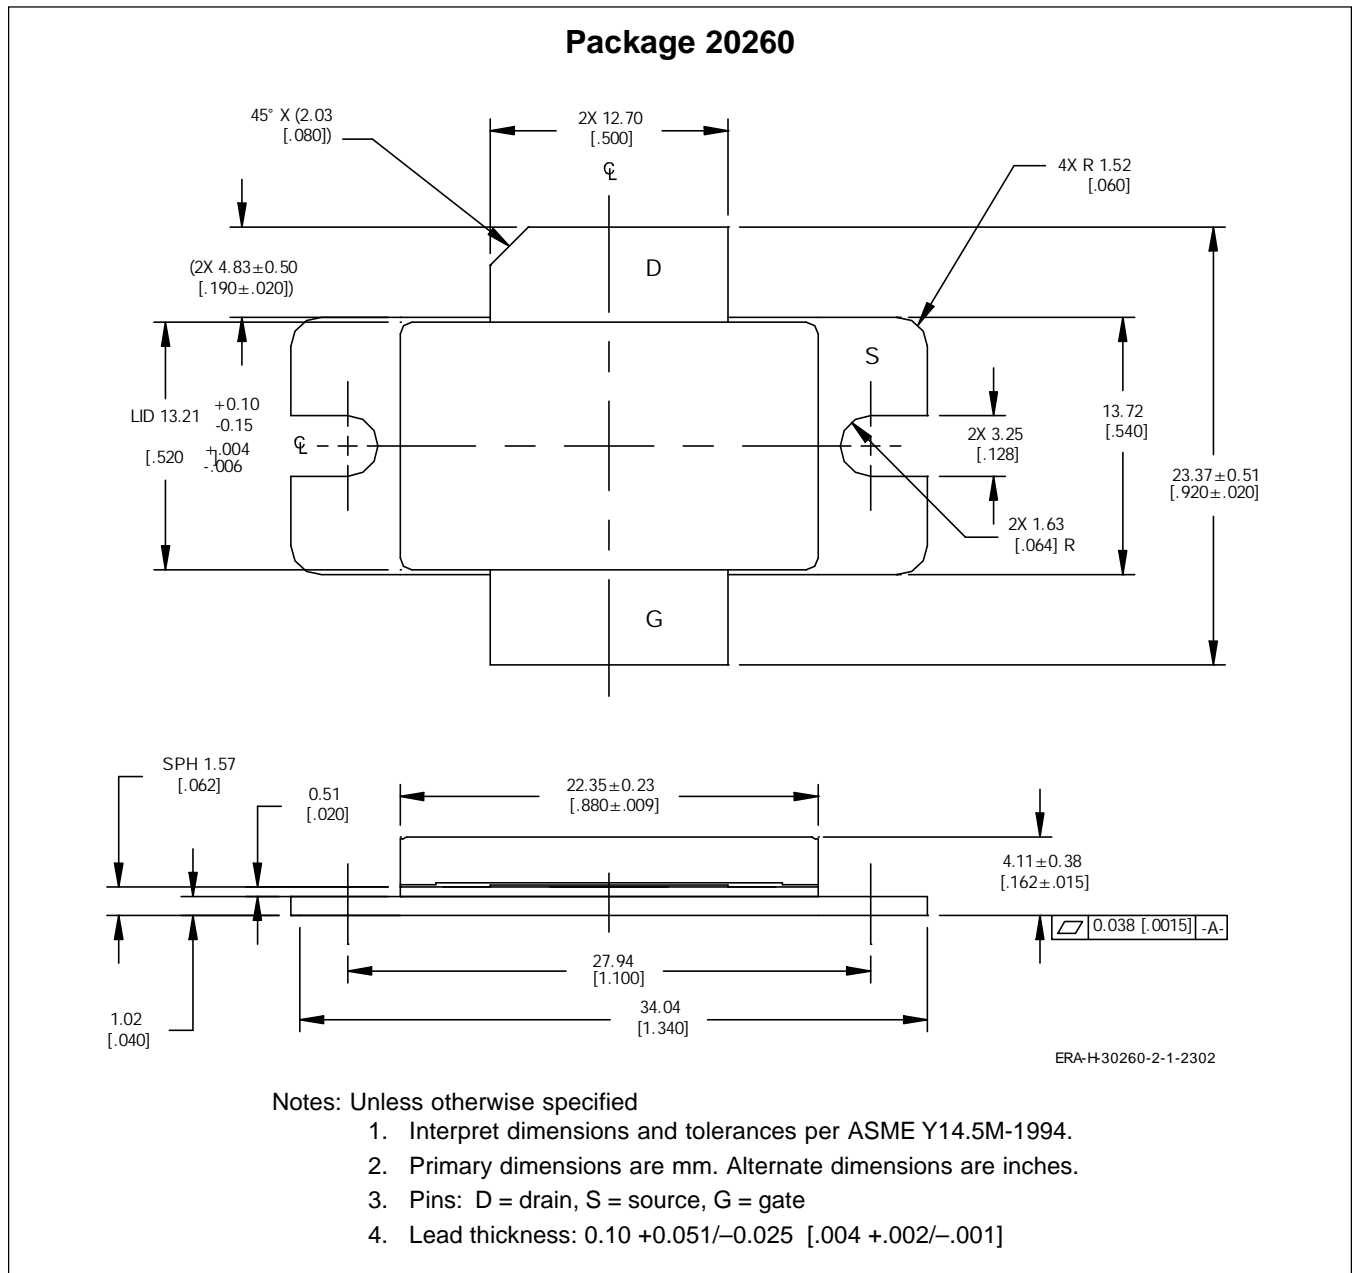 Package 20260
45° X (2.03
[.080])
2X 12.70
[.500]
℄
4X R 1.52
[.060]
(2X 4.83±0.50
[.190±.020])
D
S
LID 13.21 +0.10
-0.15
[.520 +.004
-.006
]
℄
2X 3.25
[.128]
13.72
[.540]
23.37±0.51
[.920±.020]
2X 1.63
[.064] R
G
SPH 1.57
[.062]
0.51
[.020]
22.35±0.23
[.880±.009]
4.11±0.38
[.162±.015]
0.038 [.0015] -A-
27.94
[1.100]
1.02
[.040]
34.04
[1.340]
ERA-H-30260-2-1-2302
Notes: Unless otherwise specified
1. Interpret dimensions and tolerances per ASME Y14.5M-1994.
2. Primary dimensions are mm. Alternate dimensions are inches.
3. Pins: D = drain, S = source, G = gate
4. Lead thickness: 0.10 +0.051/–0.025 [.004 +.002/–.001]